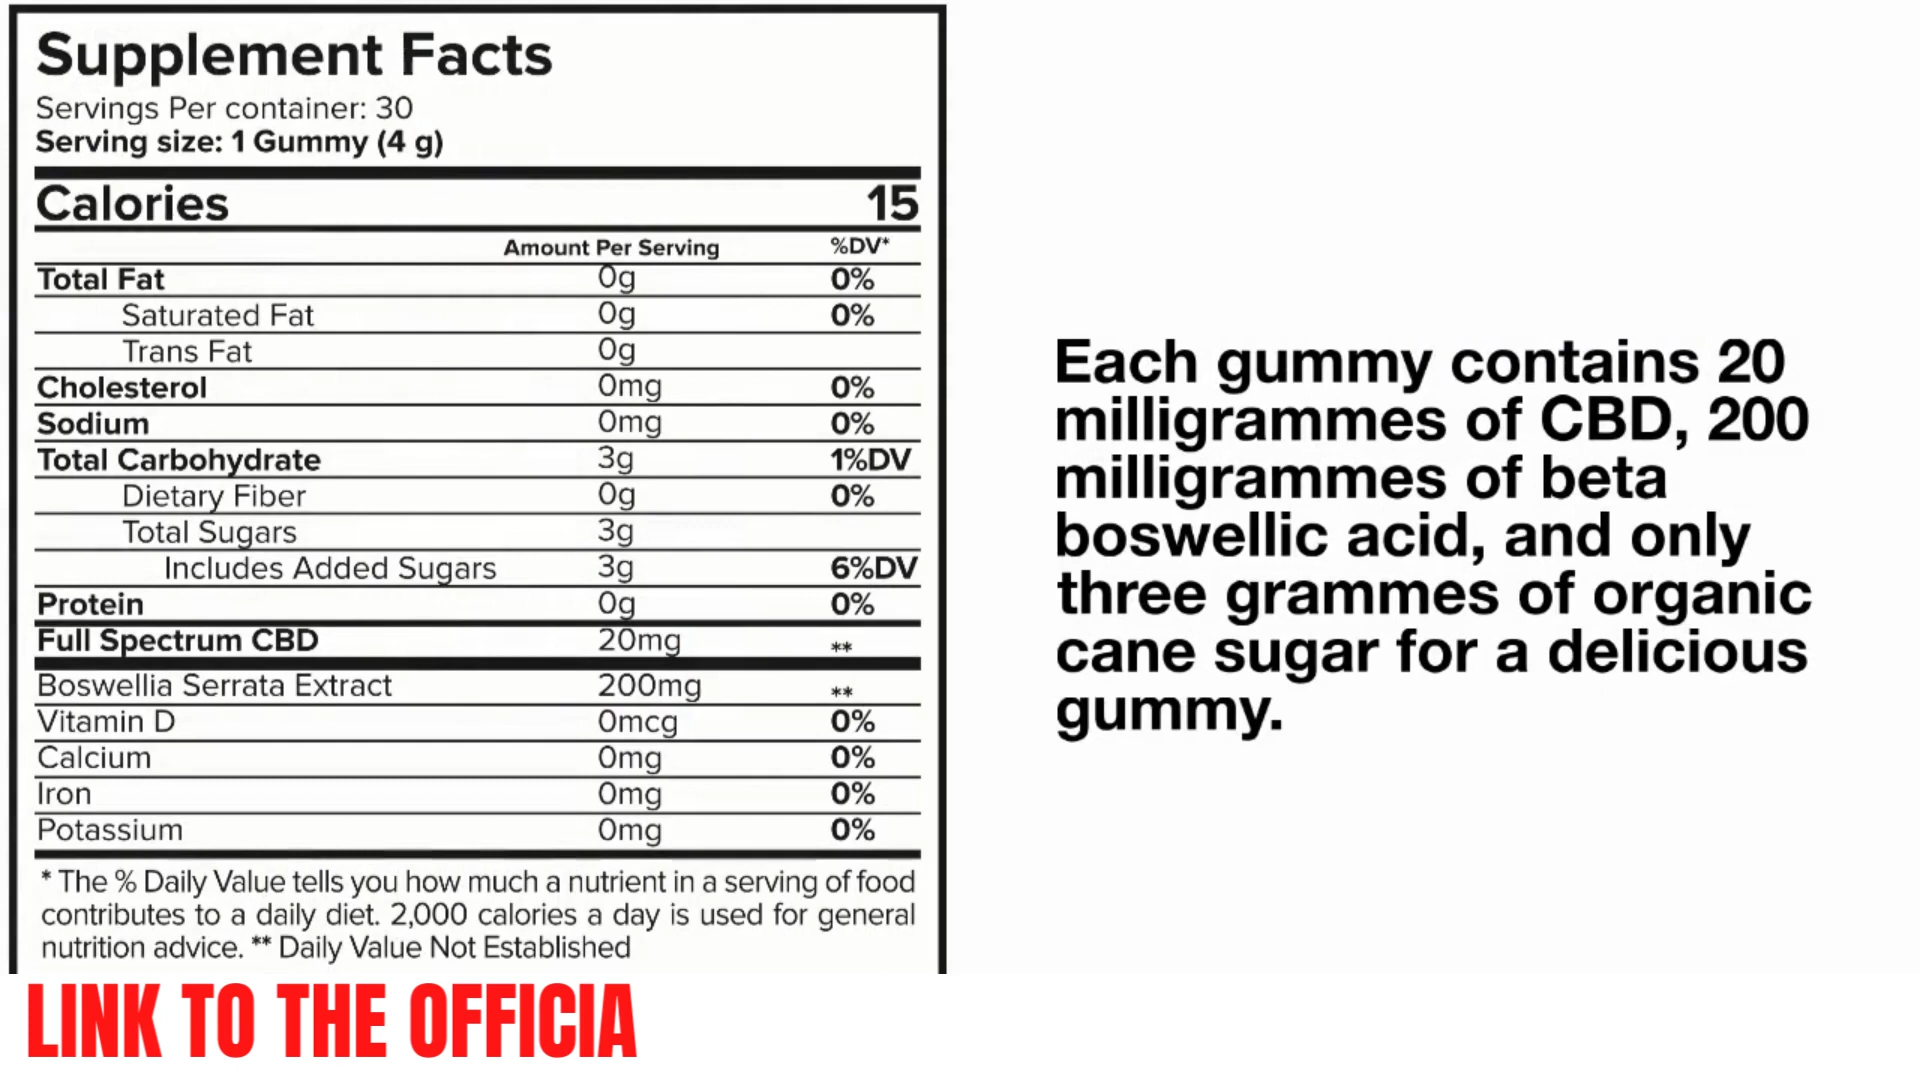 Supplement Facts
Servings Per container: 30
Serving size: 1 Gummy (4 g)
Calories 15
Amount Per Serving %DV*
Total Fat 0g 0%
Saturated Fat 0g 0%
Trans Fat 0g
Cholesterol 0mg 0%
Sodium 0mg 0%
Total Carbohydrate 3g 1%DV
Dietary Fiber 0g 0%
Total Sugars 3g
Includes Added Sugars 3g 6%DV
Protein 0g 0%
Full Spectrum CBD 20mg **
Boswellia Serrata Extract 200mg **
Vitamin D 0mcg 0%
Calcium 0mg 0%
Iron 0mg 0%
Potassium 0mg 0%
* The % Daily Value tells you how much a nutrient in a serving of food
contributes to a daily diet. 2,000 calories a day is used for general
nutrition advice. ** Daily Value Not Established
Each gummy contains 20
milligrammes of CBD, 200
milligrammes of beta
boswellic acid, and only
three grammes of organic
cane sugar for a delicious
gummy.
LINK TO THE OFFICIA